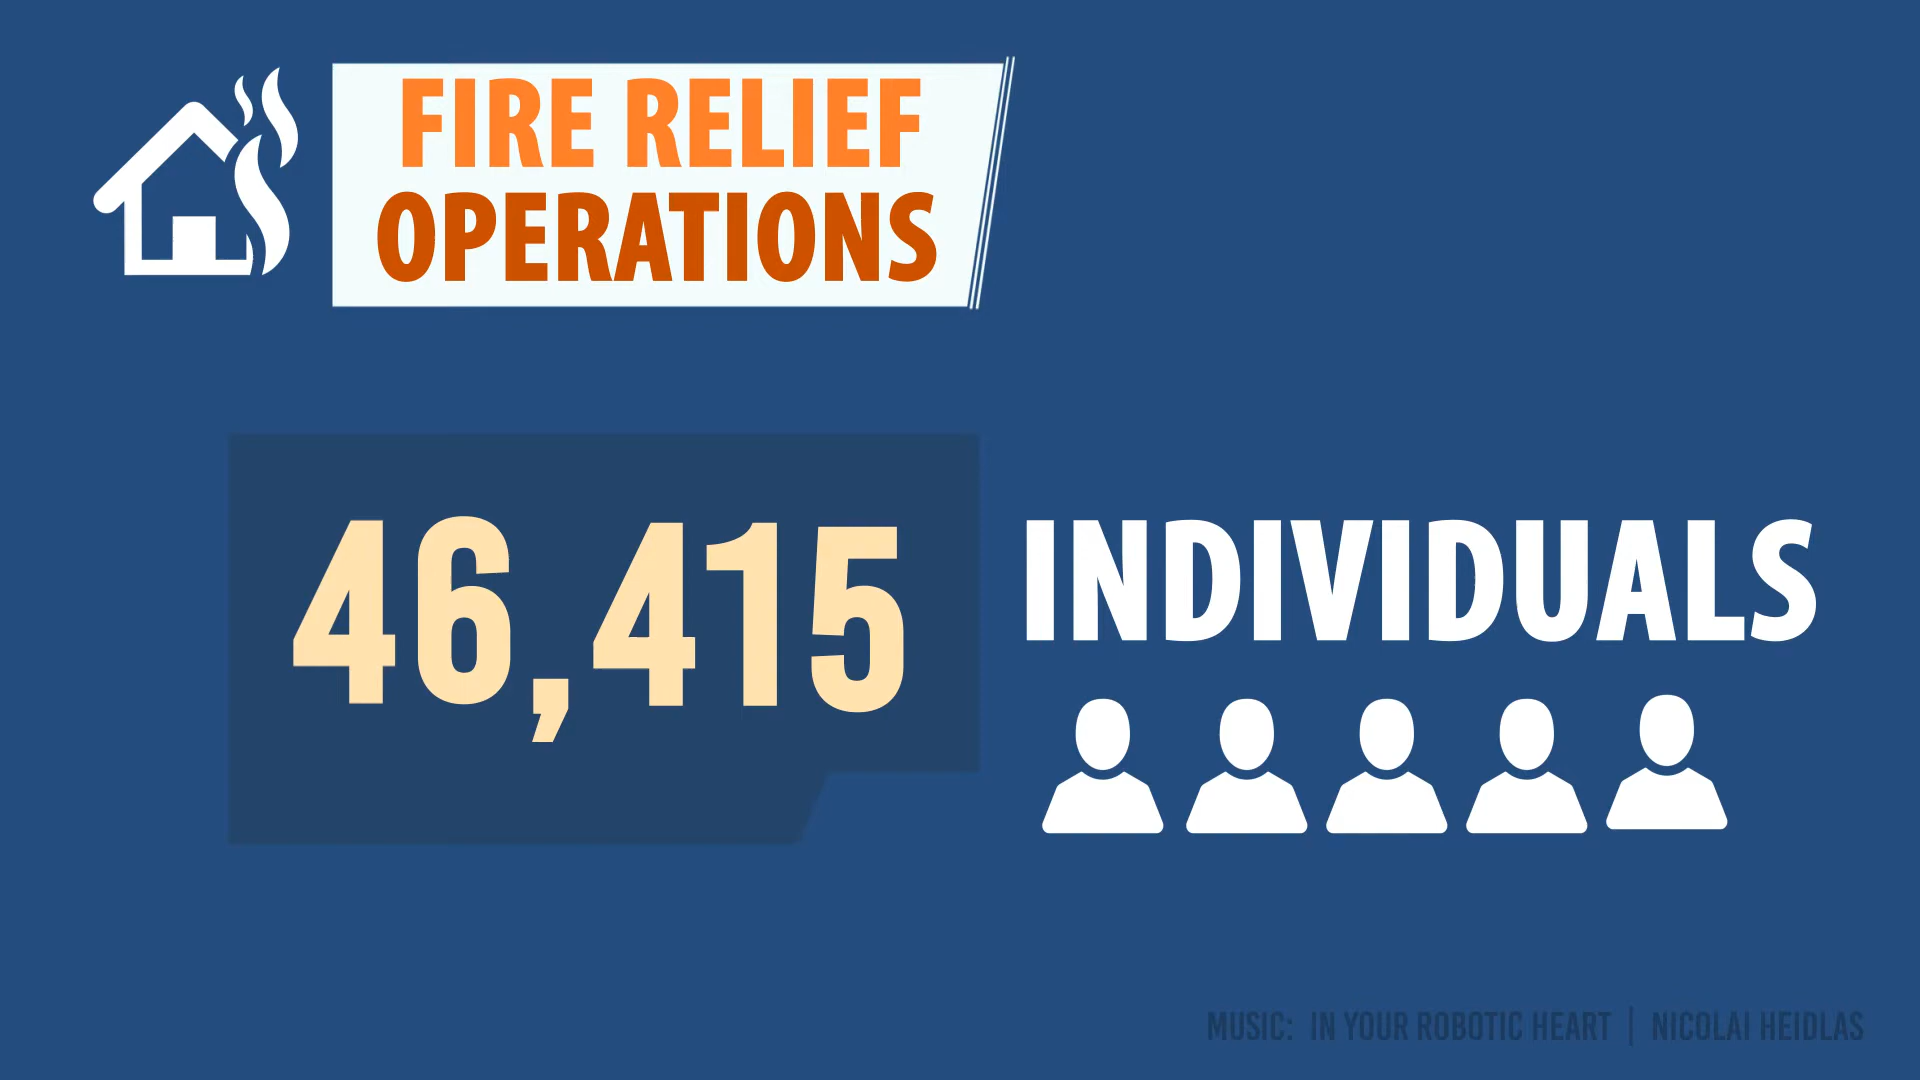 FIRE RELIEF
OPERATIONS
46,415
INDIVIDUALS
MUSIC: IN YOUR ROBOTIC HEART | NICOLAI HEIDLAS